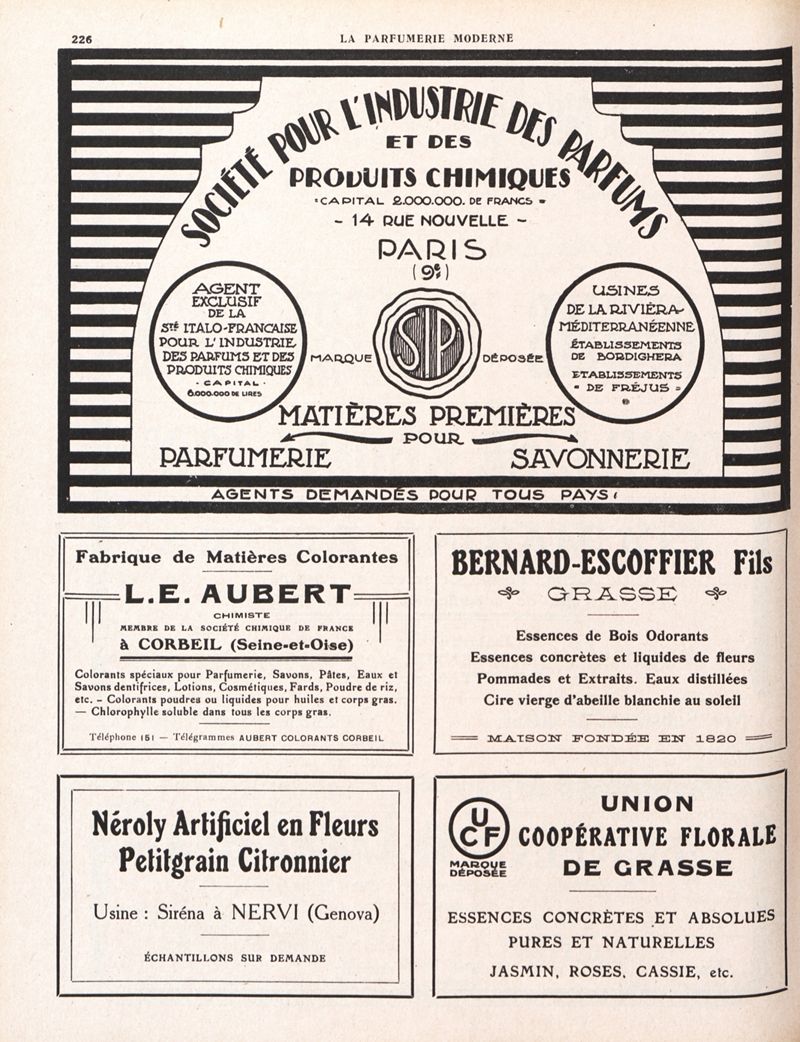 226
LA PARFUMERIE MODERNE
SOCIÉTÉ POUR L'INDUSTRIE DES PARFUMS
ET DES
PRODUITS CHIMIQUES
"CAPITAL 2.000.000. DE FRANCS"
- 14 RUE NOUVELLE -
PARIS
(9e)
AGENT
EXCLUSIF
DE LA
Sté ITALO-FRANCAISE
POUR L'INDUSTRIE
DES PARFUMS ET DES
PRODUITS CHIMIQUES
· CAPITAL ·
6.000.000 DE LIRES
MARQUE
SIP
DÉPOSÉE
USINES
DE LA RIVIÈRA-
MÉDITERRANÉENNE
ÉTABLISSEMENTS
DE BORDIGHERA
ETABLISSEMENTS
" DE FRÉJUS "
MATIÈRES PREMIÈRES
POUR
PARFUMERIE SAVONNERIE
AGENTS DEMANDÉS POUR TOUS PAYS!
Fabrique de Matières Colorantes
L.E. AUBERT
CHIMISTE
MEMBRE DE LA SOCIÉTÉ CHIMIQUE DE FRANCE
à CORBEIL (Seine-et-Oise)
Colorants spéciaux pour Parfumerie, Savons, Pâtes, Eaux et
Savons dentifrices, Lotions, Cosmétiques, Fards, Poudre de riz,
etc. - Colorants poudres ou liquides pour huiles et corps gras.
— Chlorophylle soluble dans tous les corps gras.
Téléphone 151 — Télégrammes AUBERT COLORANTS CORBEIL
BERNARD-ESCOFFIER Fils
GRASSE
Essences de Bois Odorants
Essences concrètes et liquides de fleurs
Pommades et Extraits. Eaux distillées
Cire vierge d'abeille blanchie au soleil
MAISON FONDÉE EN 1820
Néroly Artificiel en Fleurs
Petitgrain Citronnier
Usine : Siréna à NERVI (Genova)
ÉCHANTILLONS SUR DEMANDE
UCF
MARQUE
DÉPOSÉE
UNION
COOPÉRATIVE FLORALE
DE GRASSE
ESSENCES CONCRÈTES ET ABSOLUES
PURES ET NATURELLES
JASMIN, ROSES, CASSIE, etc.